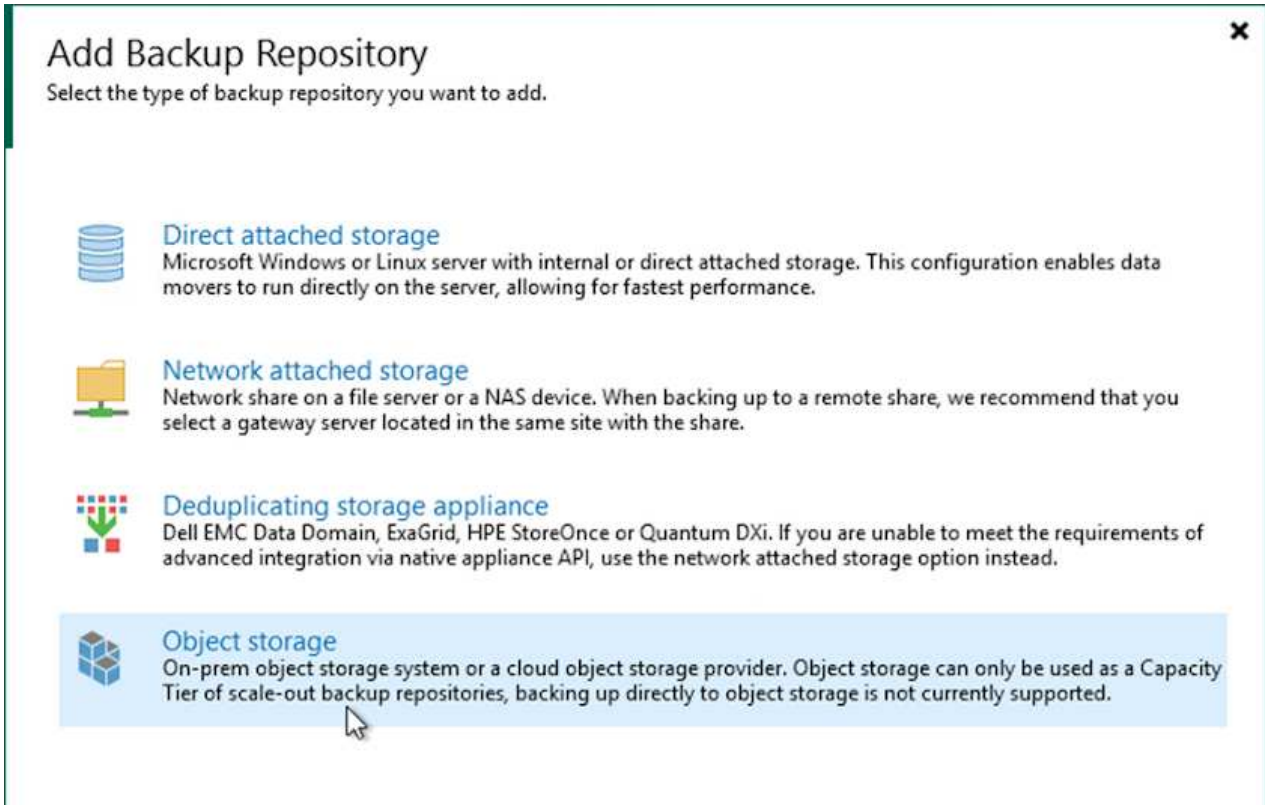 Add Backup Repository
Select the type of backup repository you want to add.
Direct attached storage
Microsoft Windows or Linux server with internal or direct attached storage. This configuration enables data
movers to run directly on the server, allowing for fastest performance.
Network attached storage
Network share on a file server or a NAS device. When backing up to a remote share, we recommend that you
select a gateway server located in the same site with the share.
Deduplicating storage appliance
Dell EMC Data Domain, ExaGrid, HPE StoreOnce or Quantum DXi. If you are unable to meet the requirements of
advanced integration via native appliance API, use the network attached storage option instead.
Object storage
On-prem object storage system or a cloud object storage provider. Object storage can only be used as a Capacity
Tier of scale-out backup repositories, backing up directly to object storage is not currently supported.